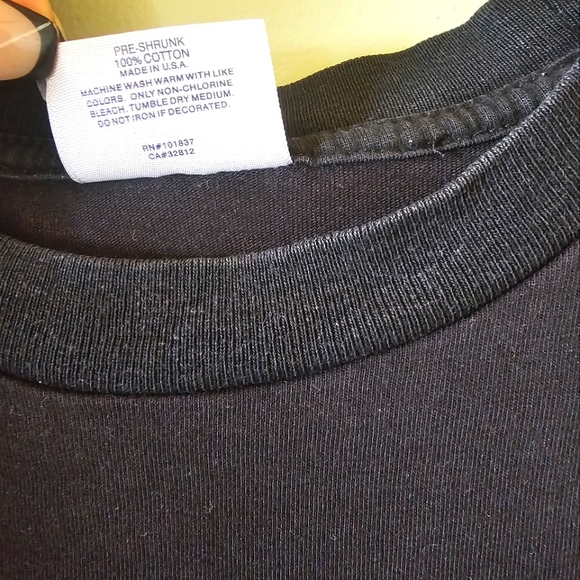 PRE-SHRUNK
100% COTTON
MADE IN U.S.A.
MACHINE WASH WARM WITH LIKE
COLORS. ONLY NON-CHLORINE
BLEACH. TUMBLE DRY MEDIUM.
DO NOT IRON IF DECORATED.
RN#101837
CA#32812